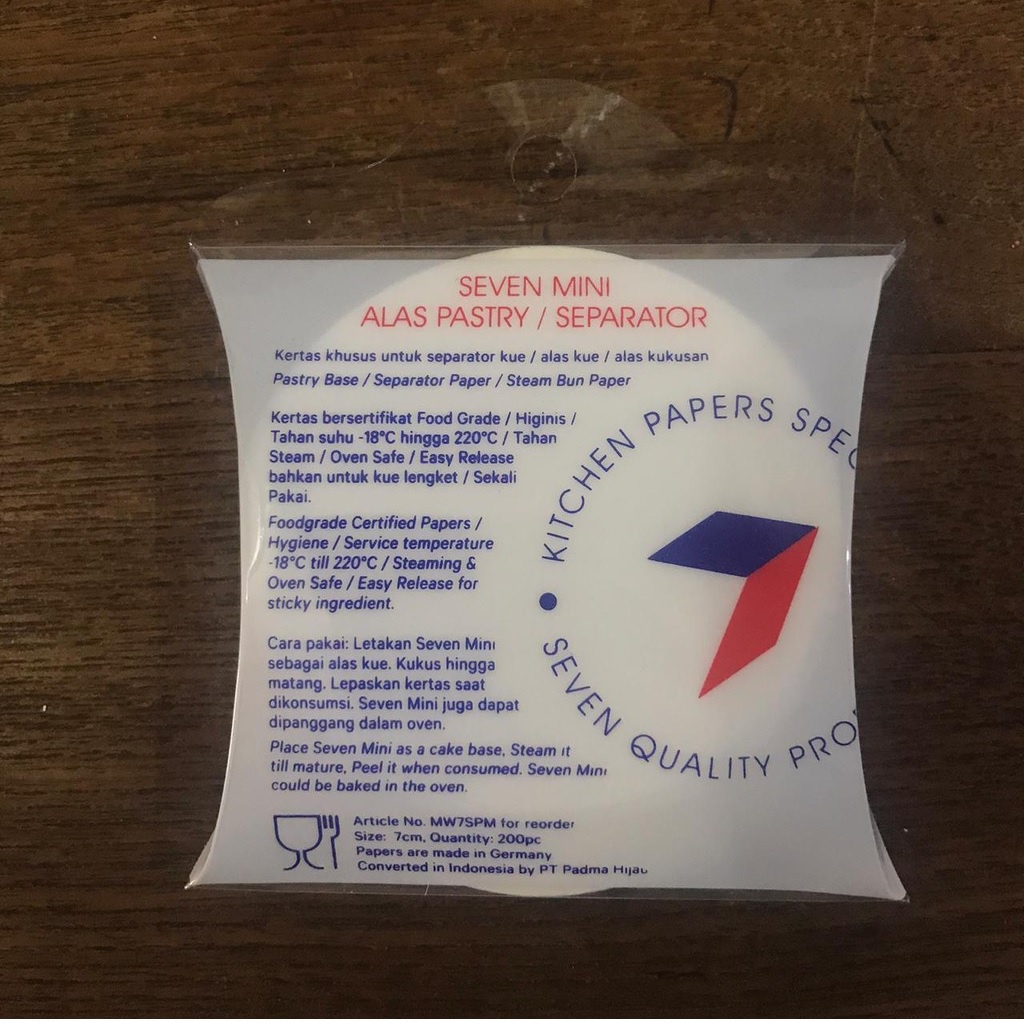 SEVEN MINI
ALAS PASTRY / SEPARATOR
Kertas khusus untuk separator kue / alas kue / alas kukusan
Pastry Base / Separator Paper / Steam Bun Paper
Kertas bersertifikat Food Grade / Higinis /
Tahan suhu -18°C hingga 220°C / Tahan
Steam / Oven Safe / Easy Release
bahkan untuk kue lengket / Sekali
Pakai.
Foodgrade Certified Papers /
Hygiene / Service temperature
-18°C till 220°C / Steaming &
Oven Safe / Easy Release for
sticky ingredient.
Cara pakai: Letakan Seven Mini
sebagai alas kue. Kukus hingga
matang. Lepaskan kertas saat
dikonsumsi. Seven Mini juga dapat
dipanggang dalam oven.
Place Seven Mini as a cake base, Steam it
till mature, Peel it when consumed. Seven Mini
could be baked in the oven.
Article No. MW7SPM for reorder
Size: 7cm, Quantity: 200pc
Papers are made in Germany
Converted in Indonesia by PT Padma Hijau
KITCHEN PAPERS SPEC
SEVEN QUALITY PRO